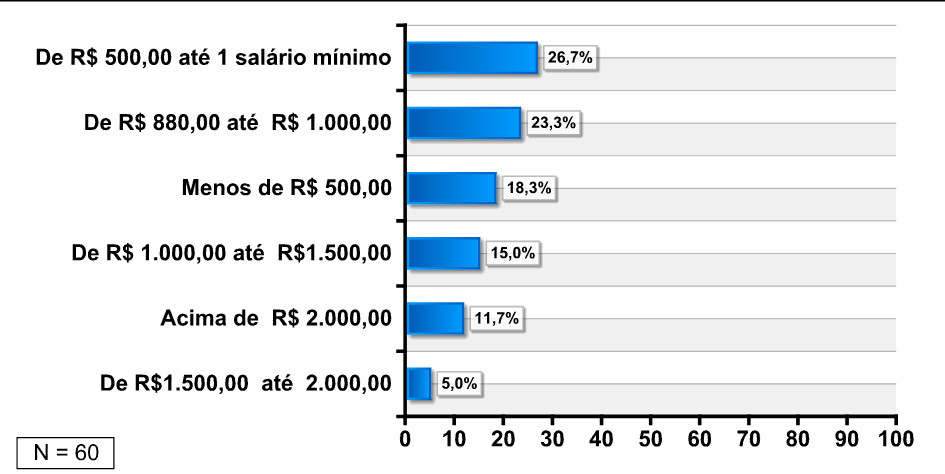 De R$ 500,00 até 1 salário mínimo 26,7%
De R$ 880,00 até R$ 1.000,00 23,3%
Menos de R$ 500,00 18,3%
De R$ 1.000,00 até R$1.500,00 15,0%
Acima de R$ 2.000,00 11,7%
De R$1.500,00 até 2.000,00 5,0%
0 10 20 30 40 50 60 70 80 90 100
N = 60